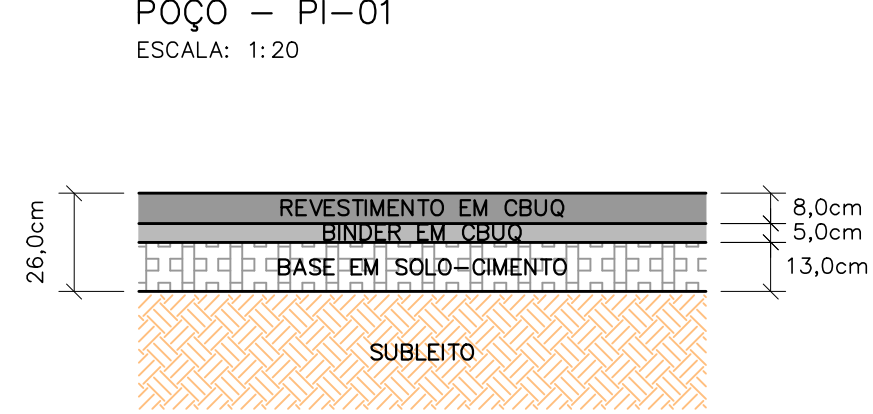 POÇO - PI-01
ESCALA: 1:20
26,0cm
REVESTIMENTO EM CBUQ
8,0cm
BINDER EM CBUQ
5,0cm
BASE EM SOLO-CIMENTO
13,0cm
SUBLEITO